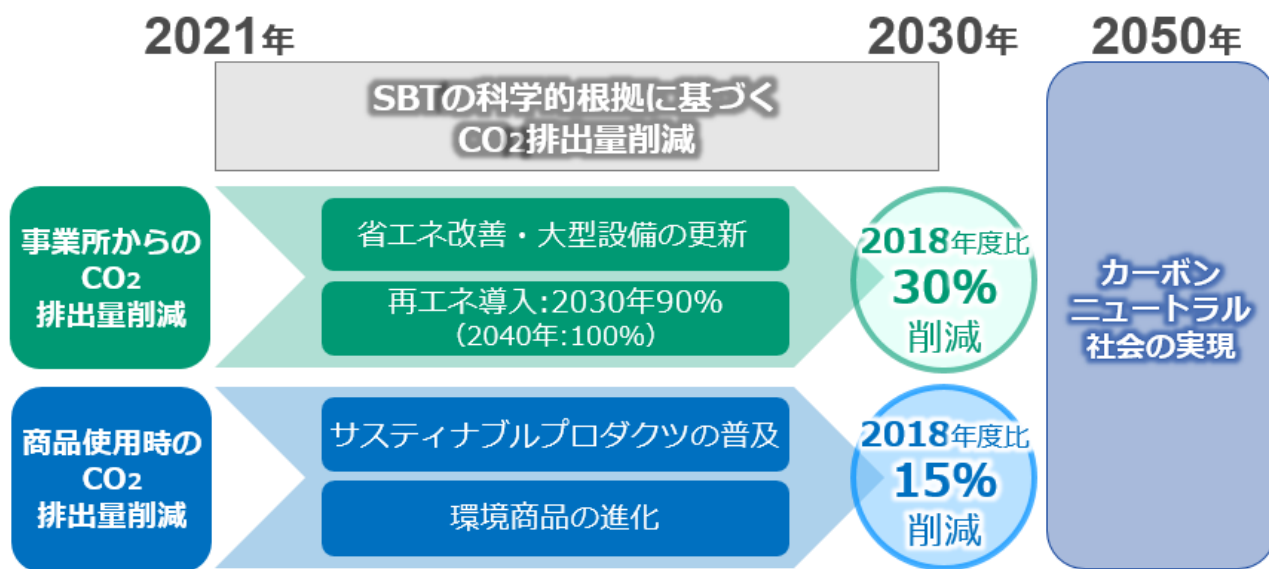 2021年
2030年
2050年
SBTの科学的根拠に基づく
CO2排出量削減
事業所からの
CO2
排出量削減
省エネ改善・大型設備の更新
再エネ導入:2030年90%
（2040年:100%）
2018年度比
30%
削減
商品使用時の
CO2
排出量削減
サスティナブルプロダクツの普及
環境商品の進化
2018年度比
15%
削減
カーボン
ニュートラル
社会の実現